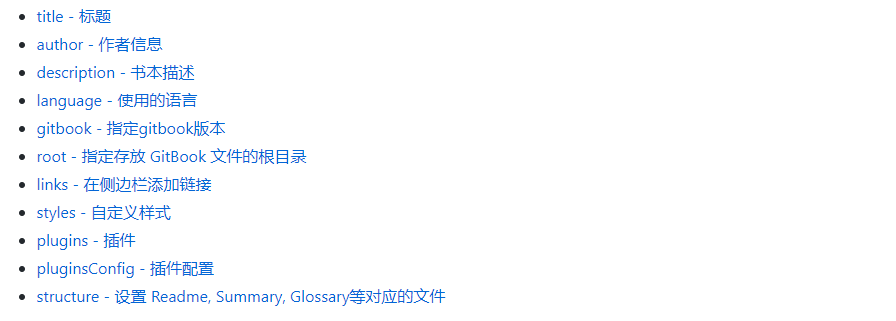 title - 标题
author - 作者信息
description - 书本描述
language - 使用的语言
gitbook - 指定gitbook版本
root - 指定存放 GitBook 文件的根目录
links - 在侧边栏添加链接
styles - 自定义样式
plugins - 插件
pluginsConfig - 插件配置
structure - 设置 Readme, Summary, Glossary等对应的文件